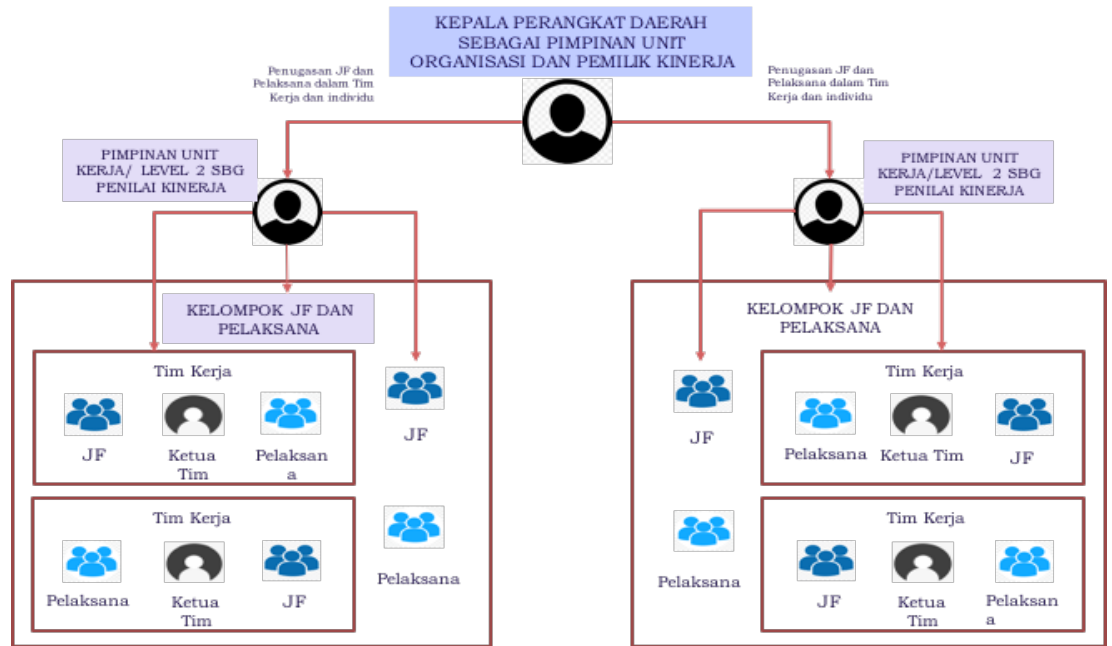 KEPALA PERANGKAT DAERAH
SEBAGAI PIMPINAN UNIT
ORGANISASI DAN PEMILIK KINERJA
Penugasan JF dan
Pelaksana dalam Tim
Kerja dan individu
Penugasan JF dan
Pelaksana dalam Tim
Kerja dan individu
PIMPINAN UNIT
KERJA/ LEVEL 2 SBG
PENILAI KINERJA
PIMPINAN UNIT
KERJA/LEVEL 2 SBG
PENILAI KINERJA
KELOMPOK JF DAN
PELAKSANA
Tim Kerja
JF
Ketua
Tim
Pelaksan
a
JF
Tim Kerja
Pelaksana
Ketua
Tim
JF
Pelaksana
KELOMPOK JF DAN
PELAKSANA
JF
Tim Kerja
Pelaksana
Ketua Tim
JF
Pelaksana
Tim Kerja
JF
Ketua
Tim
Pelaksan
a